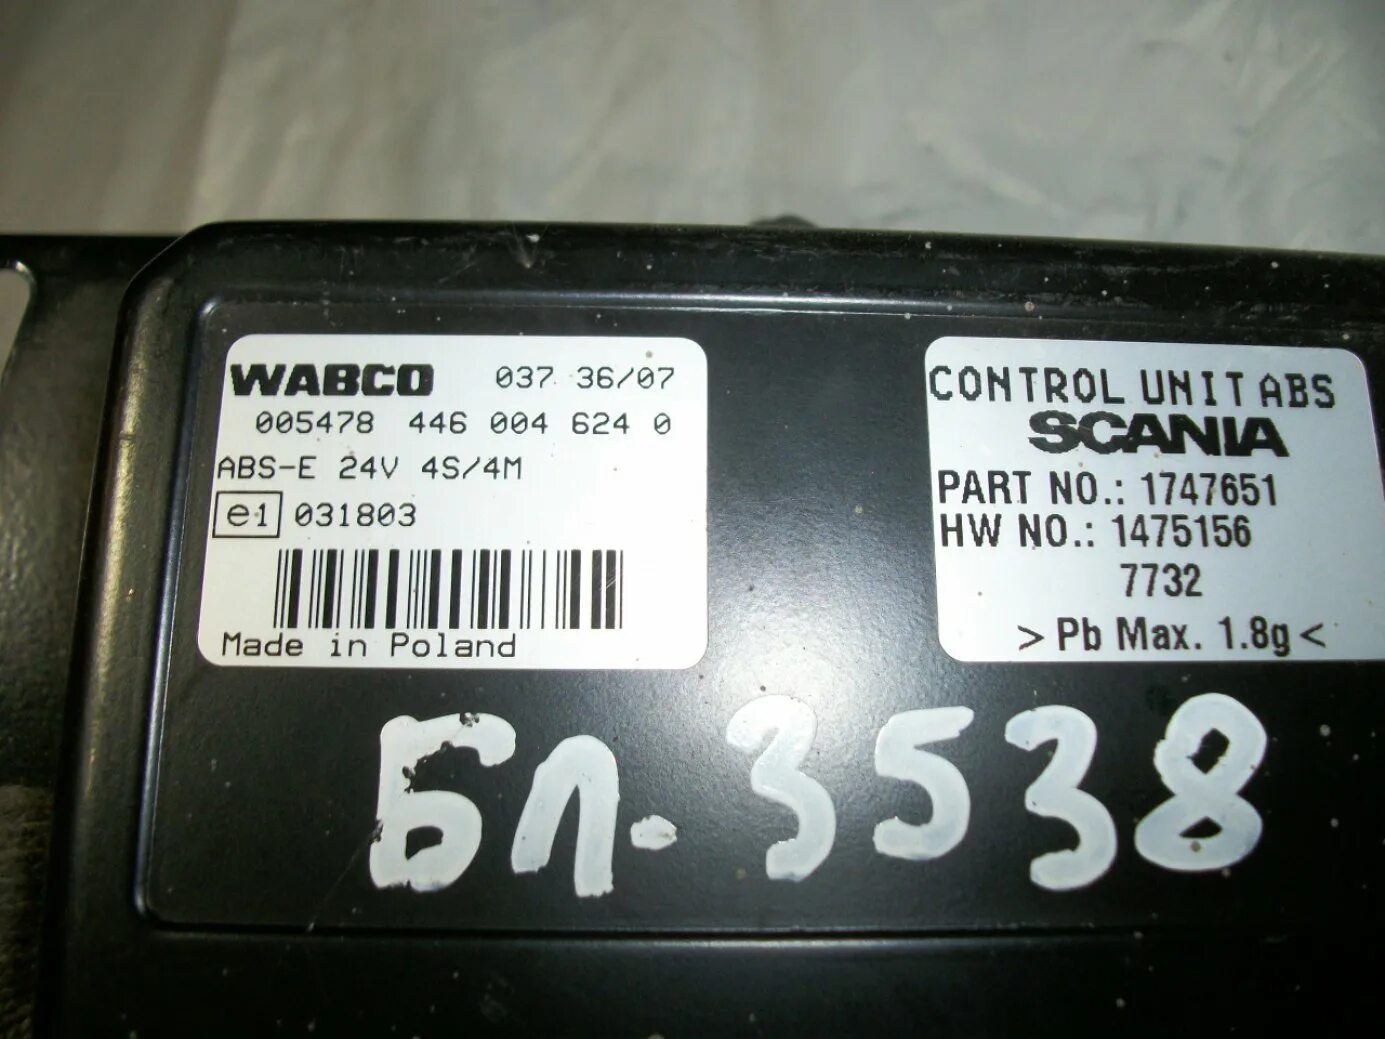 WABCO 037 36/07
005478 446 004 624 0
ABS-E 24V 4S/4M
e1 031803
Made in Poland
CONTROL UNIT ABS
SCANIA
PART NO.: 1747651
HW NO.: 1475156
7732
>Pb Max. 1.8g<
Бл. 3538